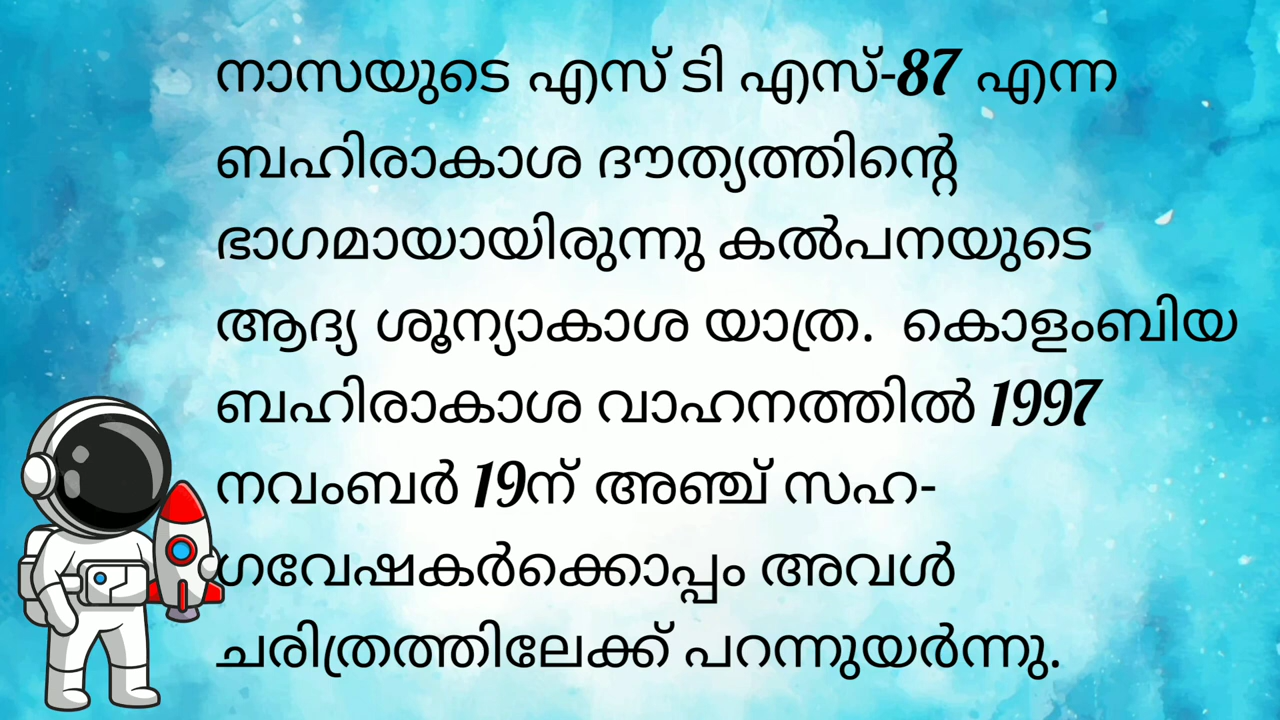 നാസയുടെ എസ് ടി എസ്-87 എന്ന
ബഹിരാകാശ ദൗത്യത്തിന്റെ
ഭാഗമായായിരുന്നു കൽപനയുടെ
ആദ്യ ശൂന്യാകാശ യാത്ര. കൊളംബിയ
ബഹിരാകാശ വാഹനത്തിൽ 1997
നവംബർ 19ന് അഞ്ച് സഹ-
ഗവേഷകർക്കൊപ്പം അവൾ
ചരിത്രത്തിലേക്ക് പറന്നുയർന്നു.